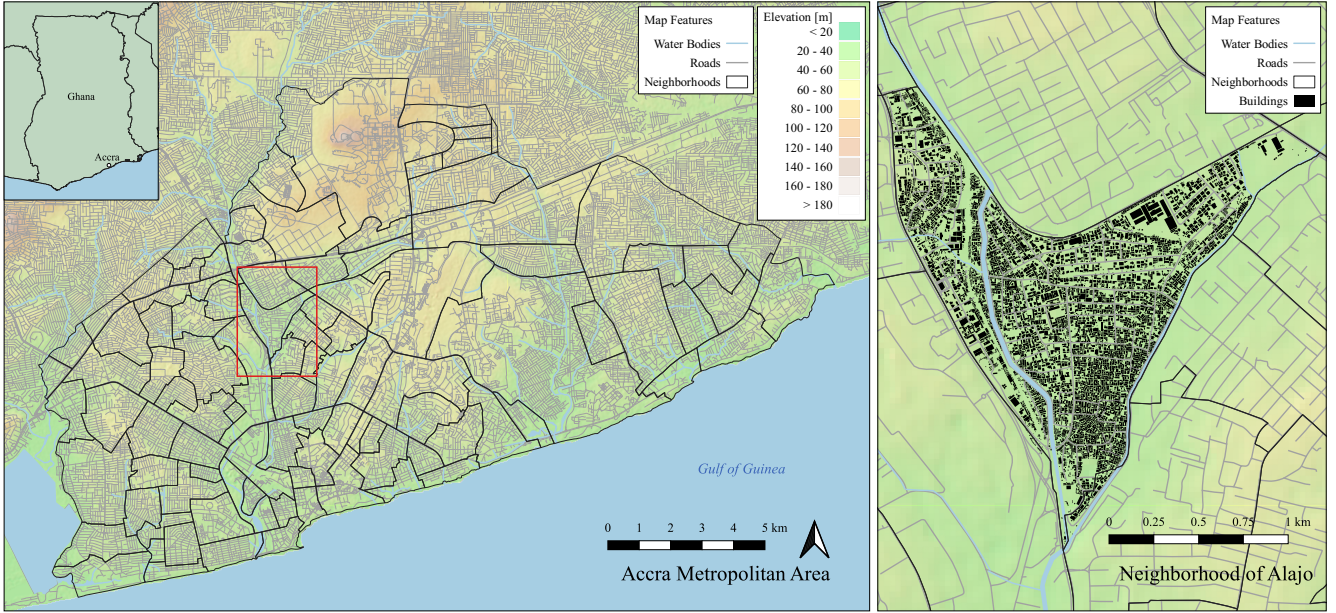 Ghana
Accra
Map Features
Water Bodies
Roads
Neighborhoods
Elevation [m]
< 20
20 - 40
40 - 60
60 - 80
80 - 100
100 - 120
120 - 140
140 - 160
160 - 180
> 180
Gulf of Guinea
0 1 2 3 4 5 km
Accra Metropolitan Area
Map Features
Water Bodies
Roads
Neighborhoods
Buildings
0 0.25 0.5 0.75 1 km
Neighborhood of Alajo